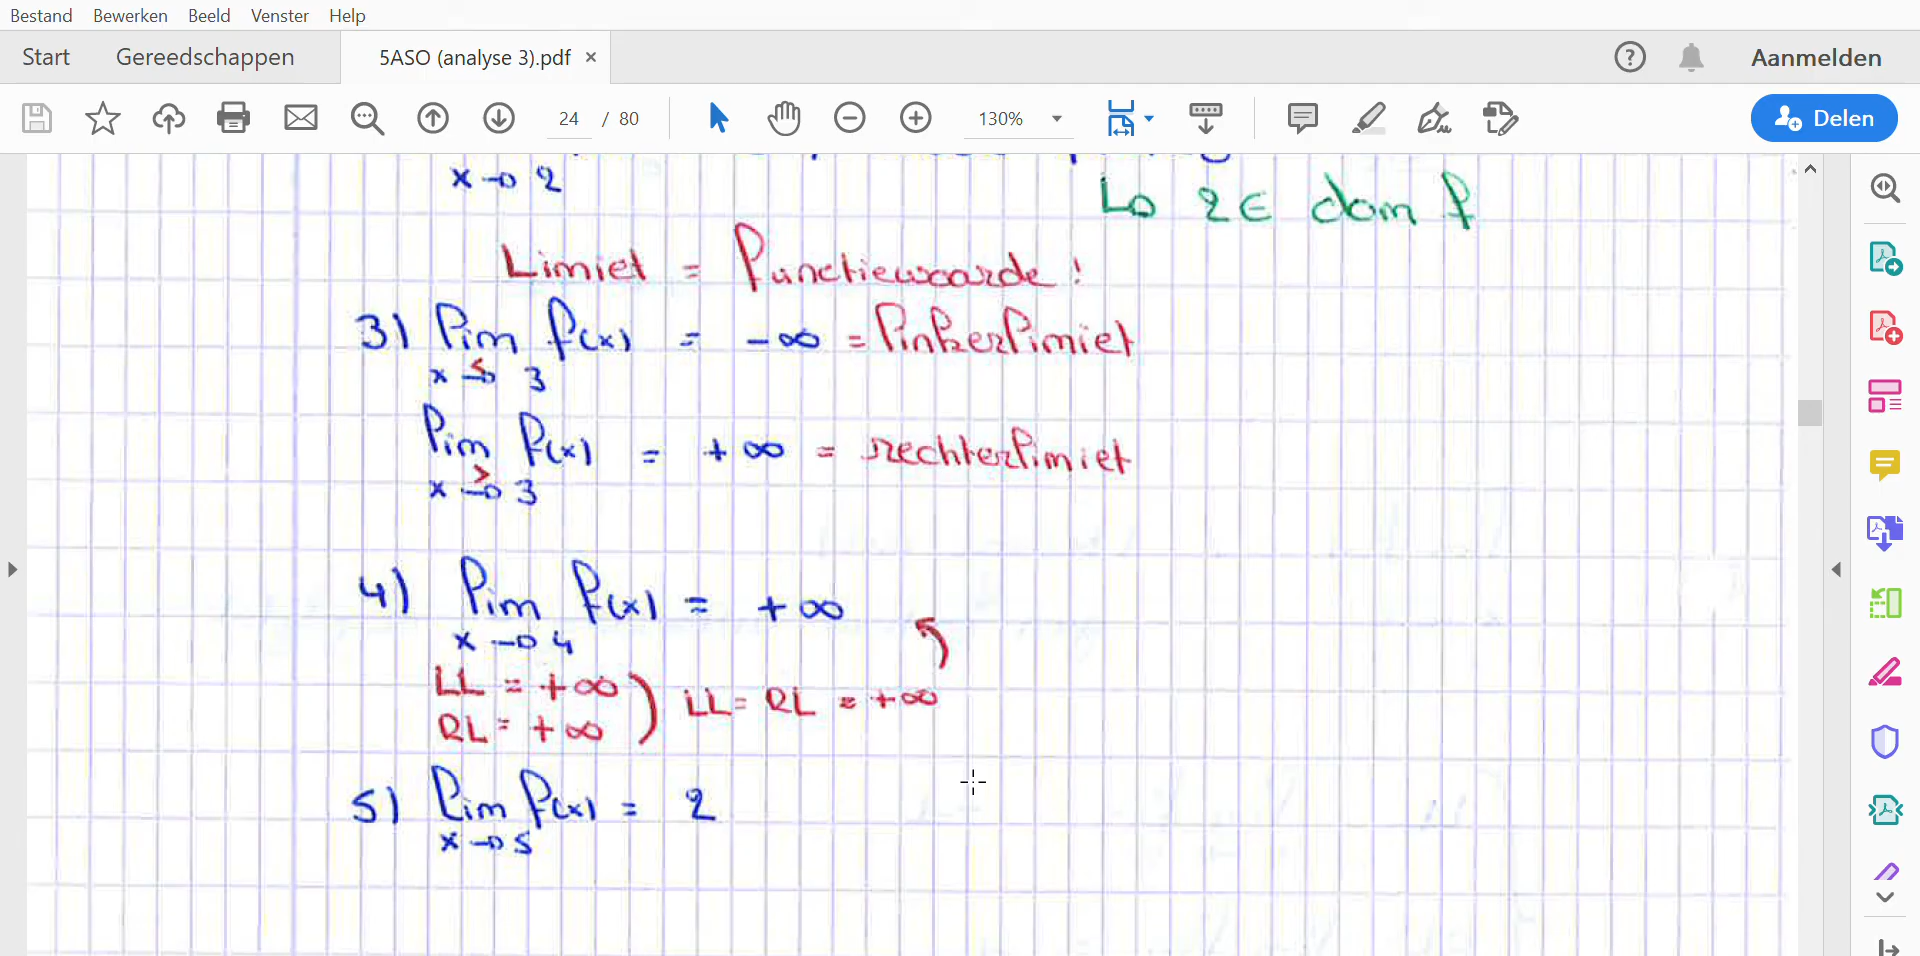 Bestand Bewerken Beeld Venster Help
Start Gereedschappen 5ASO (analyse 3).pdf × Aanmelden
24 / 80 130% Delen
x → 2
↳ 2 ∈ dom f
Limiet = functiewaarde!
3) lim f(x) = -∞ = linkerlimiet
x →< 3
lim f(x) = +∞ = rechterlimiet
x →> 3
4) lim f(x) = +∞
x → 4
LL = +∞
RL = +∞ ) LL = RL = +∞
5) lim f(x) = 2
x → 5